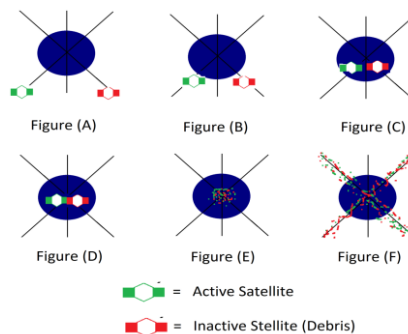 Figure (A)
Figure (B)
Figure (C)
Figure (D)
Figure (E)
Figure (F)
= Active Satellite
= Inactive Stellite (Debris)